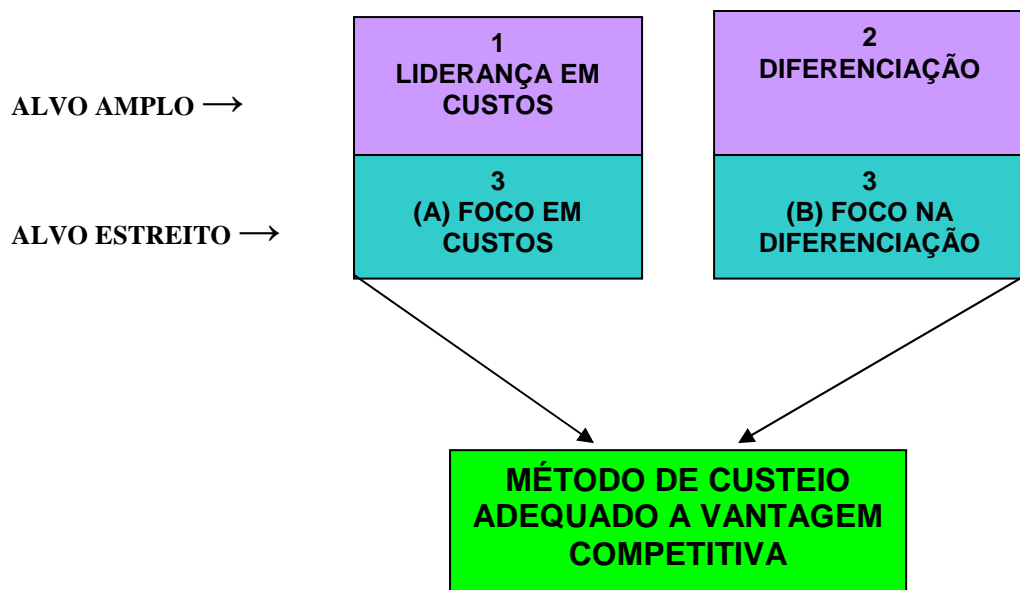 1
LIDERANÇA EM
CUSTOS
2
DIFERENCIAÇÃO
ALVO AMPLO →
3
(A) FOCO EM
CUSTOS
3
(B) FOCO NA
DIFERENCIAÇÃO
ALVO ESTREITO →
MÉTODO DE CUSTEIO
ADEQUADO A VANTAGEM
COMPETITIVA